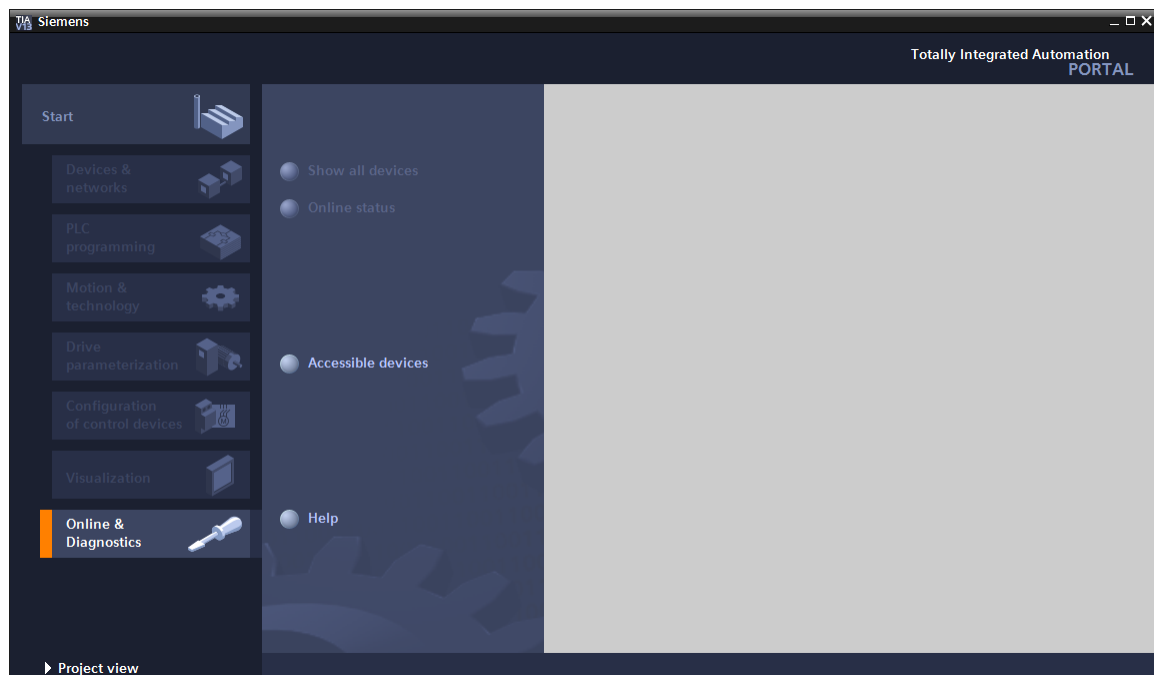 TIA
V13
Siemens
Totally Integrated Automation
PORTAL
Start
Devices &
networks
PLC
programming
Motion &
technology
Drive
parameterization
Configuration
of control devices
Visualization
Online &
Diagnostics
Project view
Show all devices
Online status
Accessible devices
Help